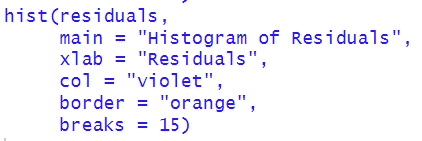 hist(residuals,
     main = "Histogram of Residuals",
     xlab = "Residuals",
     col = "violet",
     border = "orange",
     breaks = 15)